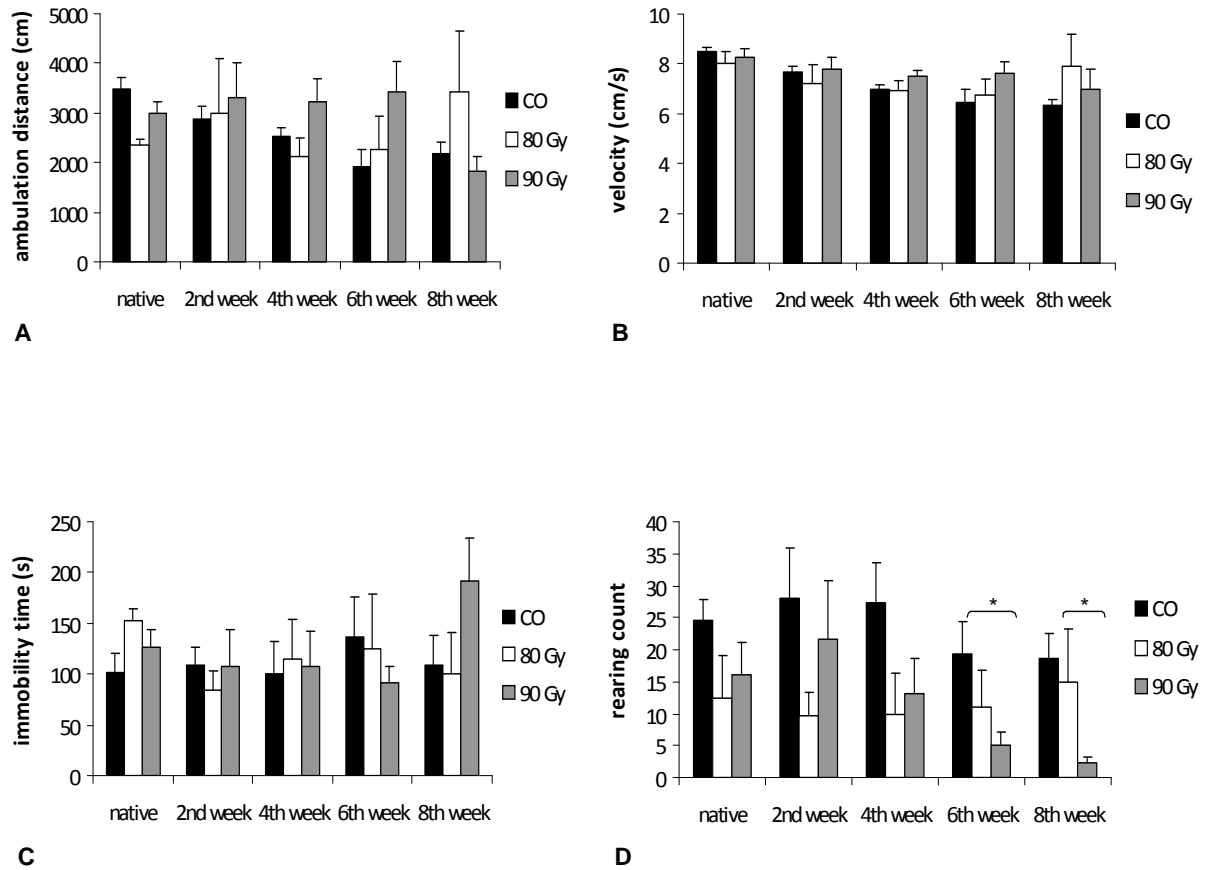 ambulation distance (cm)
5000
4000
3000
2000
1000
0
native 2nd week 4th week 6th week 8th week
CO
80 Gy
90 Gy
A
velocity (cm/s)
10
8
6
4
2
0
native 2nd week 4th week 6th week 8th week
CO
80 Gy
90 Gy
B
immobility time (s)
250
200
150
100
50
0
native 2nd week 4th week 6th week 8th week
CO
80 Gy
90 Gy
C
rearing count
40
35
30
25
20
15
10
5
0
* *
native 2nd week 4th week 6th week 8th week
CO
80 Gy
90 Gy
D